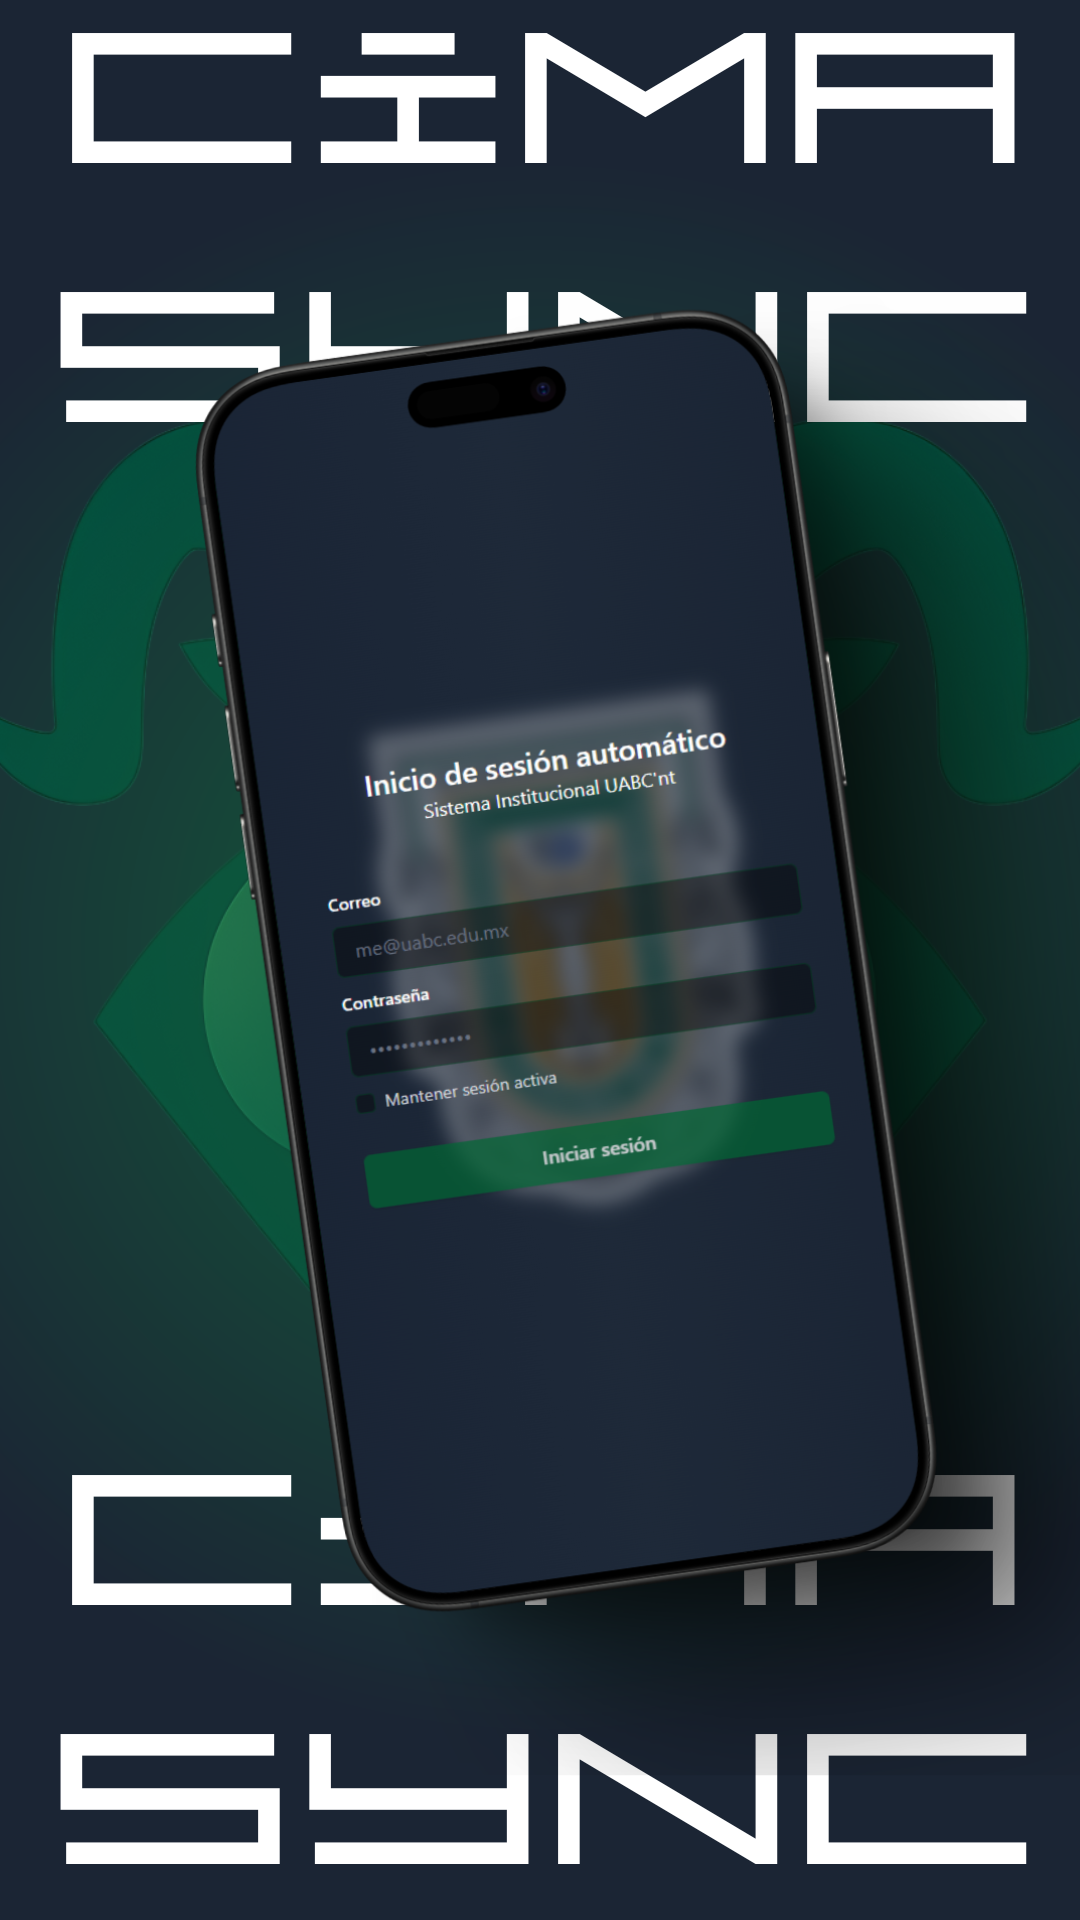 CIMA
SYNC
Inicio de sesión automático
Sistema Institucional UABC'nt
Correo
me@uabc.edu.mx
Contraseña
•••••••••••••
Mantener sesión activa
Iniciar sesión
CIMA
SYNC